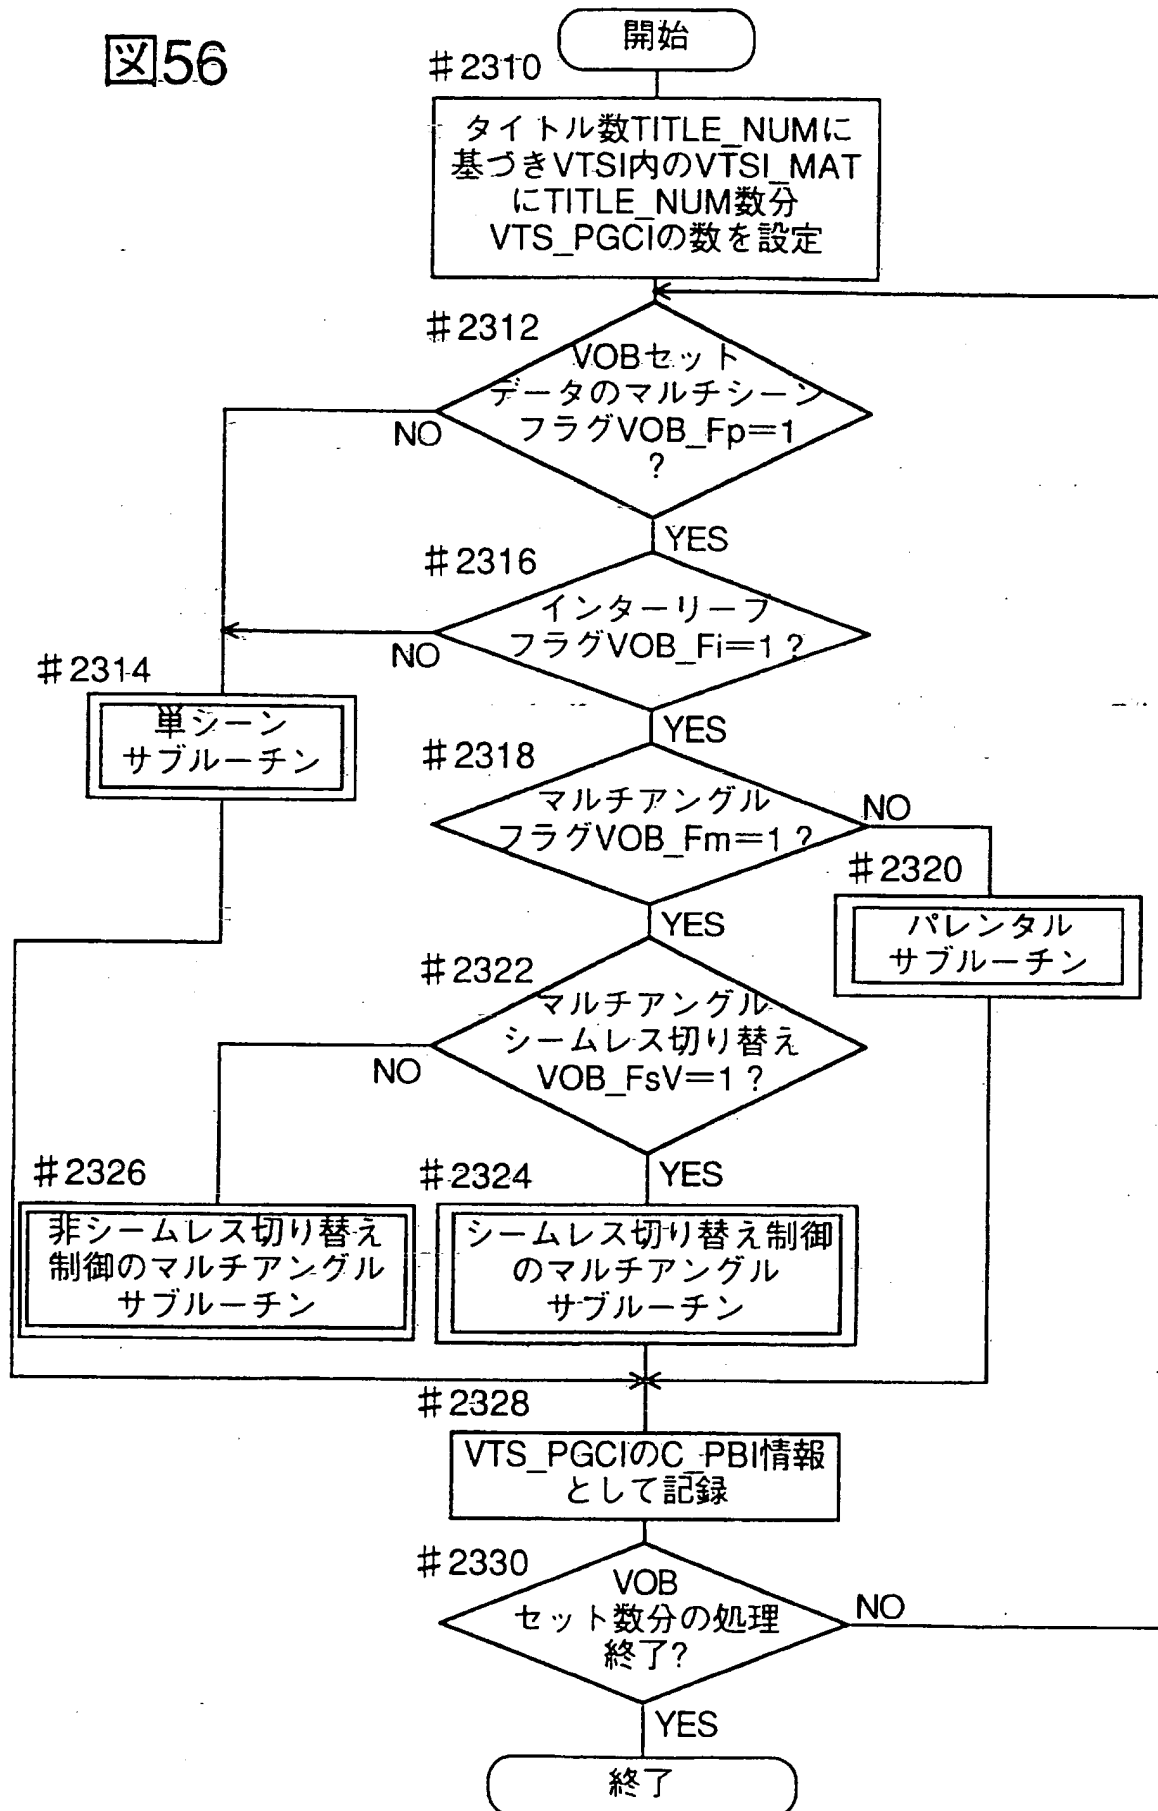 図56
開始
#2310
タイトル数TITLE_NUMに
基づきVTSI内のVTSI_MAT
にTITLE_NUM数分
VTS_PGCIの数を設定
#2312
VOBセット
データのマルチシーン
フラグVOB_Fp=1
?
NO
YES
#2316
インターリーフ
フラグVOB_Fi=1?
NO
YES
#2314
単シーン
サブルーチン
#2318
マルチアングル
フラグVOB_Fm=1?
NO
YES
#2320
パレンタル
サブルーチン
#2322
マルチアングル
シームレス切り替え
VOB_FsV=1?
NO
YES
#2326
非シームレス切り替え
制御のマルチアングル
サブルーチン
#2324
シームレス切り替え制御
のマルチアングル
サブルーチン
#2328
VTS_PGCIのC_PBI情報
として記録
#2330
VOB
セット数分の処理
終了?
NO
YES
終了